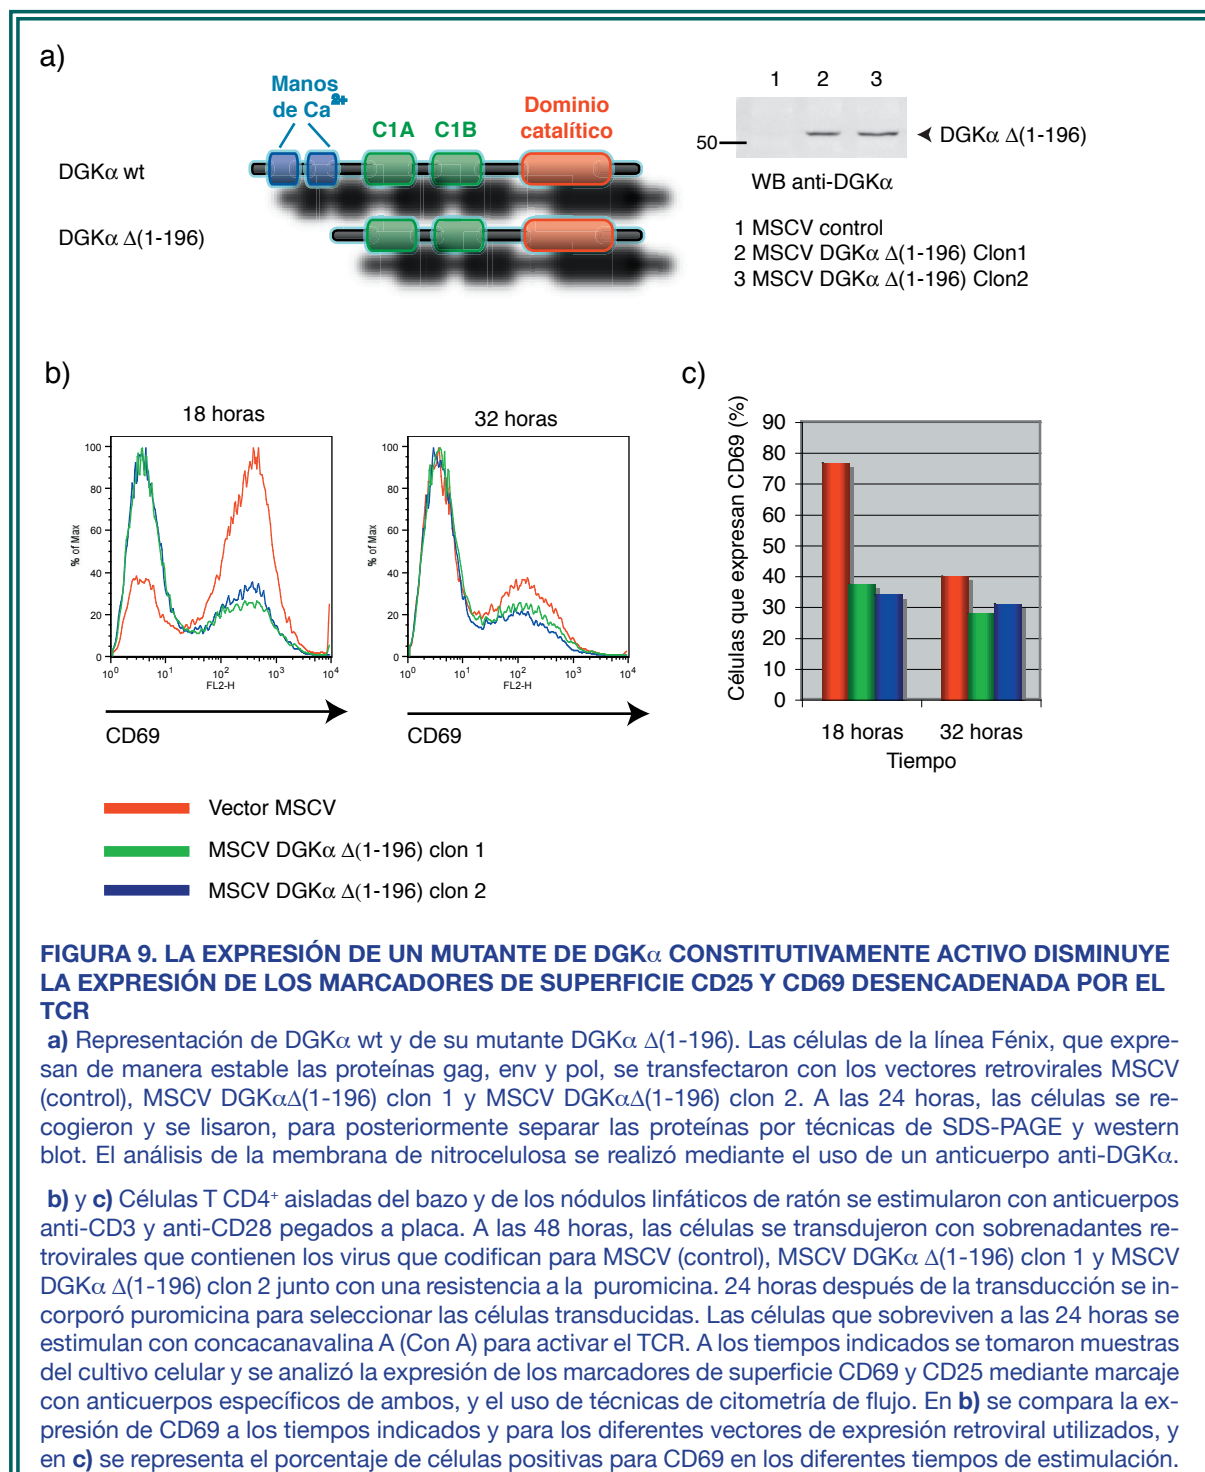 a)
Manos
de Ca2+
C1A
C1B
Dominio
catalítico
DGKα wt
DGKα Δ(1-196)
1 2 3
50
DGKα Δ(1-196)
WB anti-DGKα
1 MSCV control
2 MSCV DGKα Δ(1-196) Clon1
3 MSCV DGKα Δ(1-196) Clon2
b)
18 horas
100
80
60
40
20
0
% of Max
10⁰ 10¹ 10² 10³ 10⁴
FL2-H
CD69
32 horas
100
80
60
40
20
0
% of Max
10⁰ 10¹ 10² 10³ 10⁴
FL2-H
CD69
c)
Células que expresan CD69 (%)
90
80
70
60
50
40
30
20
10
0
18 horas 32 horas
Tiempo
Vector MSCV
MSCV DGKα Δ(1-196) clon 1
MSCV DGKα Δ(1-196) clon 2
FIGURA 9. LA EXPRESIÓN DE UN MUTANTE DE DGKα CONSTITUTIVAMENTE ACTIVO DISMINUYE
LA EXPRESIÓN DE LOS MARCADORES DE SUPERFICIE CD25 Y CD69 DESENCADENADA POR EL
TCR
a) Representación de DGKα wt y de su mutante DGKα Δ(1-196). Las células de la línea Fénix, que expre-
san de manera estable las proteínas gag, env y pol, se transfectaron con los vectores retrovirales MSCV
(control), MSCV DGKαΔ(1-196) clon 1 y MSCV DGKαΔ(1-196) clon 2. A las 24 horas, las células se re-
cogieron y se lisaron, para posteriormente separar las proteínas por técnicas de SDS-PAGE y western
blot. El análisis de la membrana de nitrocelulosa se realizó mediante el uso de un anticuerpo anti-DGKα.
b) y c) Células T CD4⁺ aisladas del bazo y de los nódulos linfáticos de ratón se estimularon con anticuerpos
anti-CD3 y anti-CD28 pegados a placa. A las 48 horas, las células se transdujeron con sobrenadantes re-
trovirales que contienen los virus que codifican para MSCV (control), MSCV DGKα Δ(1-196) clon 1 y MSCV
DGKα Δ(1-196) clon 2 junto con una resistencia a la puromicina. 24 horas después de la transducción se in-
corporó puromicina para seleccionar las células transducidas. Las células que sobreviven a las 24 horas se
estimulan con concacanavalina A (Con A) para activar el TCR. A los tiempos indicados se tomaron muestras
del cultivo celular y se analizó la expresión de los marcadores de superficie CD69 y CD25 mediante marcaje
con anticuerpos específicos de ambos, y el uso de técnicas de citometría de flujo. En b) se compara la ex-
presión de CD69 a los tiempos indicados y para los diferentes vectores de expresión retroviral utilizados, y
en c) se representa el porcentaje de células positivas para CD69 en los diferentes tiempos de estimulación.